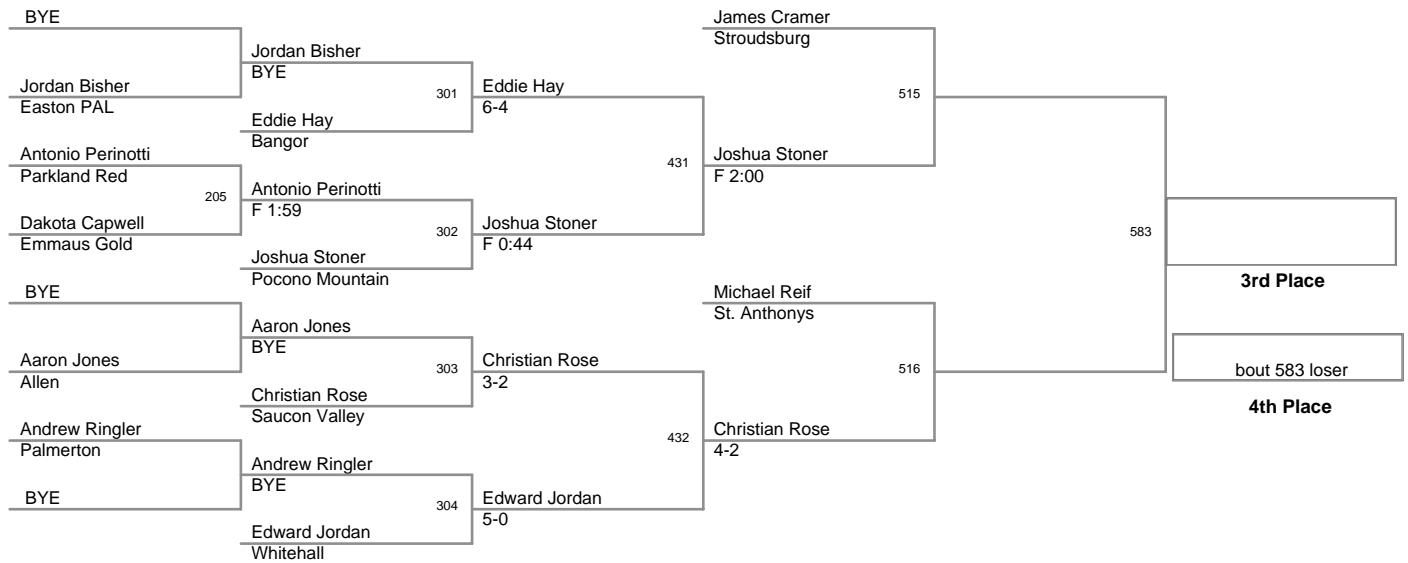 BYE
Jordan Bisher
Easton PAL
Antonio Perinotti
Parkland Red
205
Dakota Capwell
Emmaus Gold
BYE
Aaron Jones
Allen
Andrew Ringler
Palmerton
BYE
Jordan Bisher
BYE
301
Eddie Hay
Bangor
Antonio Perinotti
F 1:59
302
Joshua Stoner
Pocono Mountain
Aaron Jones
BYE
303
Christian Rose
Saucon Valley
Andrew Ringler
BYE
304
Edward Jordan
Whitehall
Eddie Hay
6-4
431
Joshua Stoner
F 0:44
Christian Rose
3-2
432
Edward Jordan
5-0
James Cramer
Stroudsburg
515
Joshua Stoner
F 2:00
Michael Reif
St. Anthonys
516
Christian Rose
4-2
583
3rd Place
bout 583 loser
4th Place